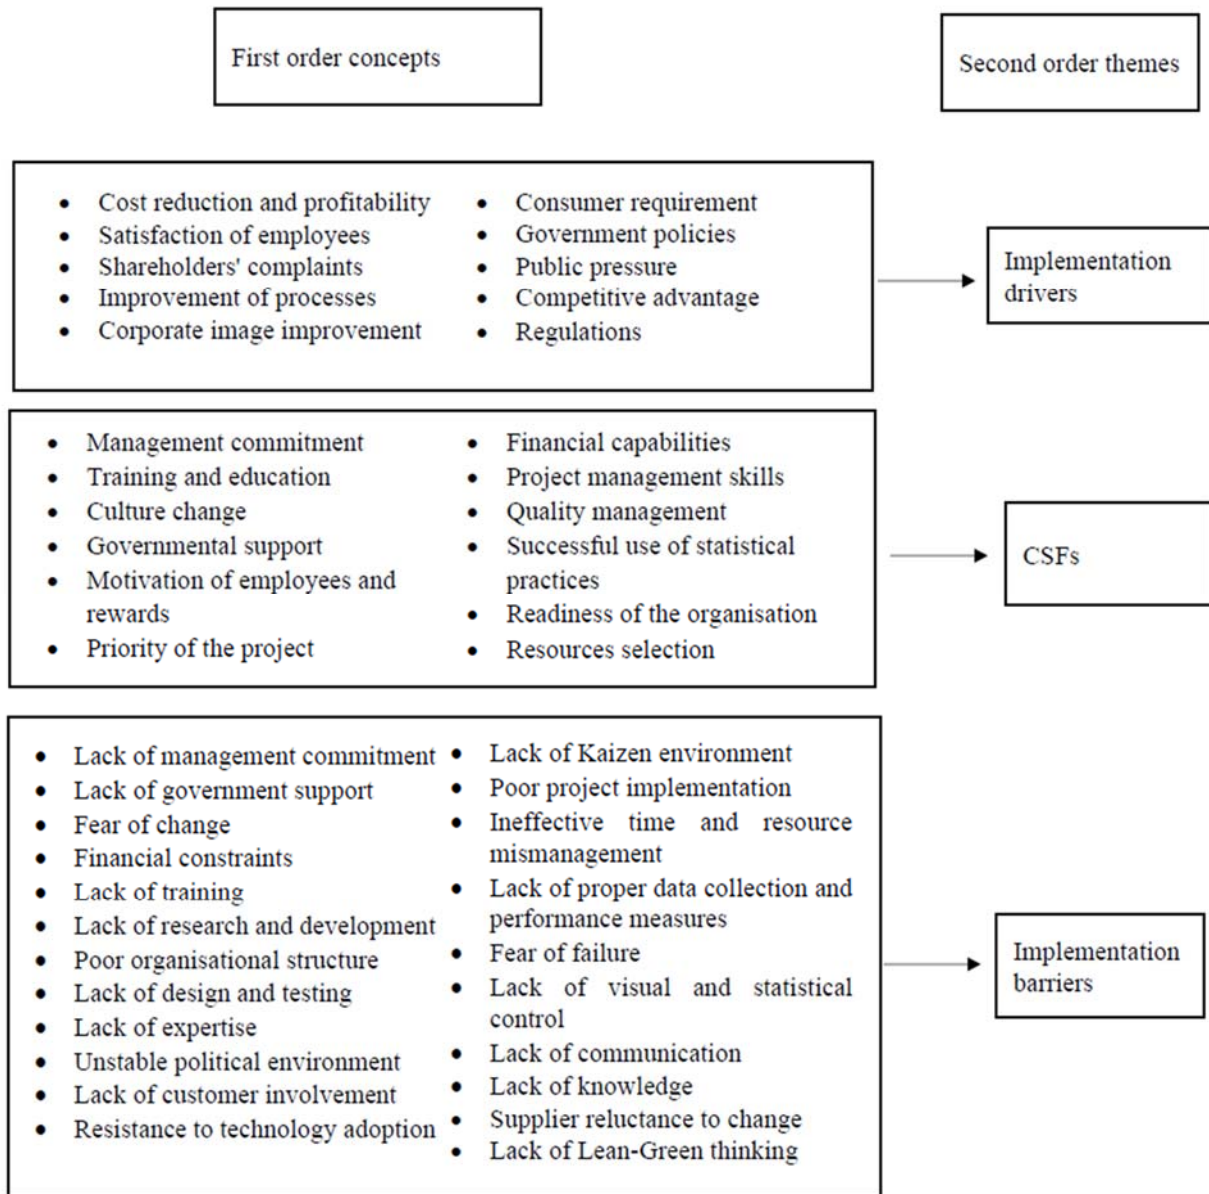 First order concepts
Second order themes
• Cost reduction and profitability
• Satisfaction of employees
• Shareholders' complaints
• Improvement of processes
• Corporate image improvement
• Consumer requirement
• Government policies
• Public pressure
• Competitive advantage
• Regulations
Implementation
drivers
• Management commitment
• Training and education
• Culture change
• Governmental support
• Motivation of employees and
rewards
• Priority of the project
• Financial capabilities
• Project management skills
• Quality management
• Successful use of statistical
practices
• Readiness of the organisation
• Resources selection
CSFs
• Lack of management commitment
• Lack of government support
• Fear of change
• Financial constraints
• Lack of training
• Lack of research and development
• Poor organisational structure
• Lack of design and testing
• Lack of expertise
• Unstable political environment
• Lack of customer involvement
• Resistance to technology adoption
• Lack of Kaizen environment
• Poor project implementation
• Ineffective time and resource
mismanagement
• Lack of proper data collection and
performance measures
• Fear of failure
• Lack of visual and statistical
control
• Lack of communication
• Lack of knowledge
• Supplier reluctance to change
• Lack of Lean-Green thinking
Implementation
barriers